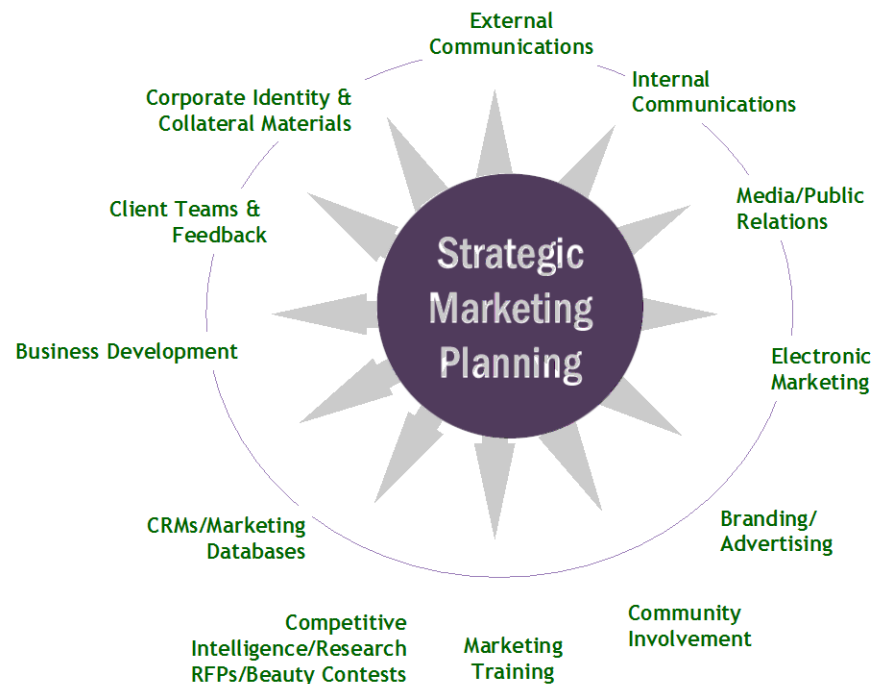 External
Communications
Internal
Communications
Corporate Identity &
Collateral Materials
Media/Public
Relations
Client Teams &
Feedback
Strategic
Marketing
Planning
Business Development
Electronic
Marketing
CRMs/Marketing
Databases
Branding/
Advertising
Competitive
Intelligence/Research
RFPs/Beauty Contests
Marketing
Training
Community
Involvement